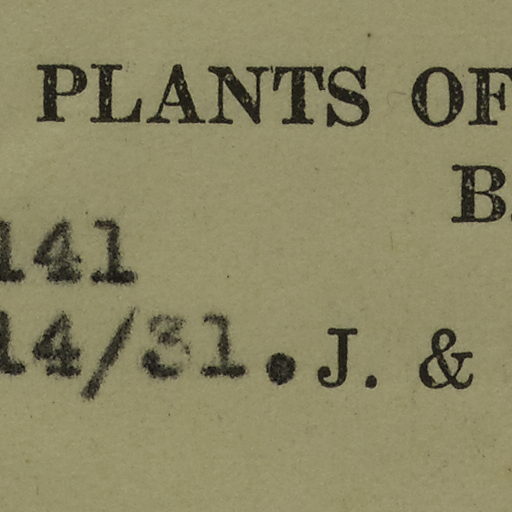 PLANTS OF
B
141
14/31. J. &